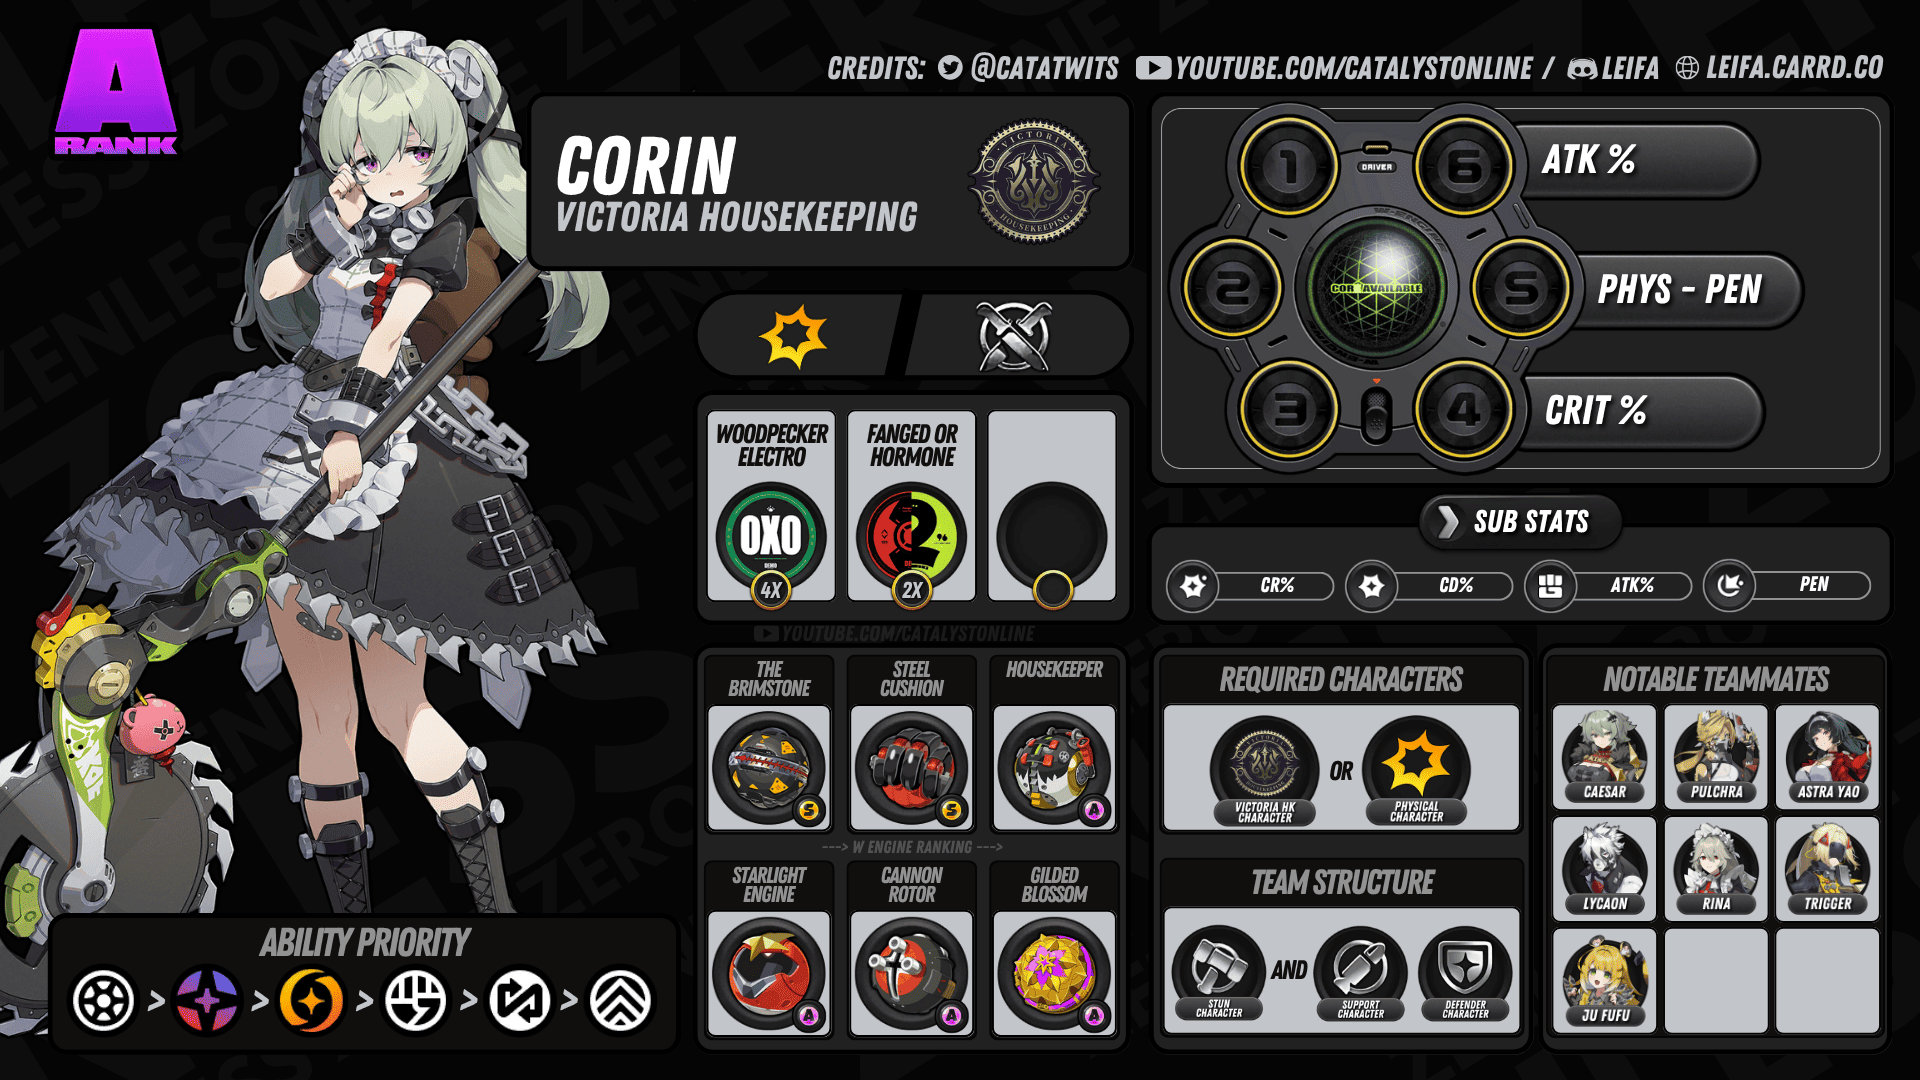 A
RANK
CREDITS: @CATATWITS YOUTUBE.COM/CATALYSTONLINE / LEIFA LEIFA.CARRD.CO
CORIN
VICTORIA HOUSEKEEPING
VICTORIA
HOUSEKEEPING
1
DRIVER
6
ATK %
2
5
PHYS - PEN
3
4
CRIT %
WOODPECKER
ELECTRO
OXO
DEMO
4X
FANGED OR
HORMONE
2X
SUB STATS
CR%
CD%
ATK%
PEN
YOUTUBE.COM/CATALYSTONLINE
THE
BRIMSTONE
S
STEEL
CUSHION
S
HOUSEKEEPER
A
---> W ENGINE RANKING --->
STARLIGHT
ENGINE
A
CANNON
ROTOR
A
GILDED
BLOSSOM
A
REQUIRED CHARACTERS
VICTORIA HK
CHARACTER
OR
PHYSICAL
CHARACTER
TEAM STRUCTURE
STUN
CHARACTER
AND
SUPPORT
CHARACTER
DEFENDER
CHARACTER
NOTABLE TEAMMATES
CAESAR
PULCHRA
ASTRA YAO
LYCAON
RINA
TRIGGER
JU FUFU
ABILITY PRIORITY
> > > > >